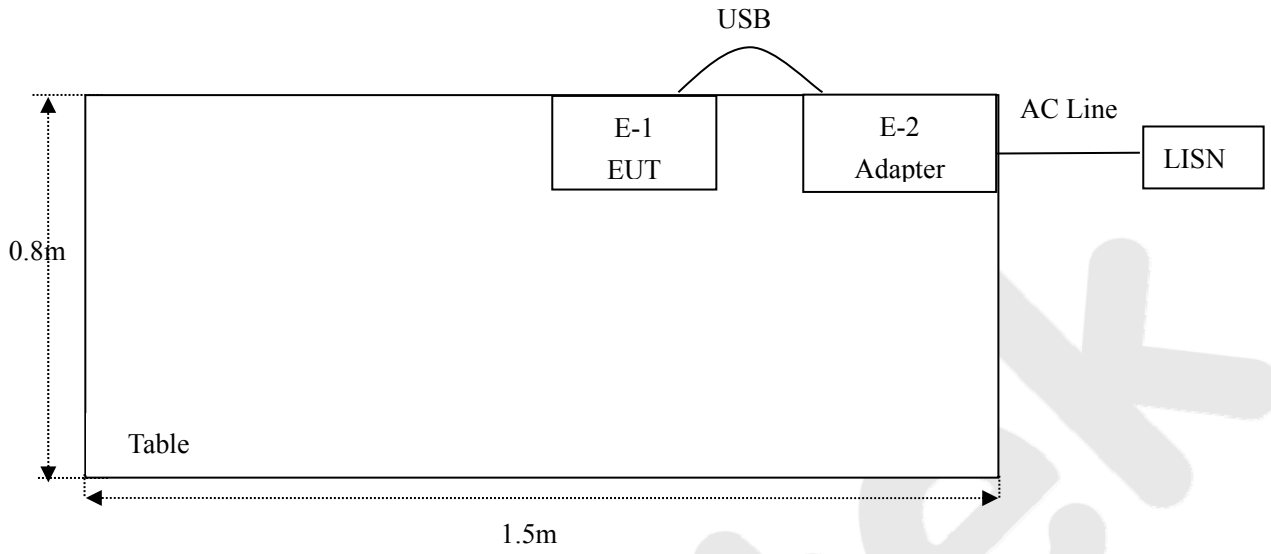 USB
E-1
EUT
E-2
Adapter
AC Line
LISN
0.8m
Table
1.5m